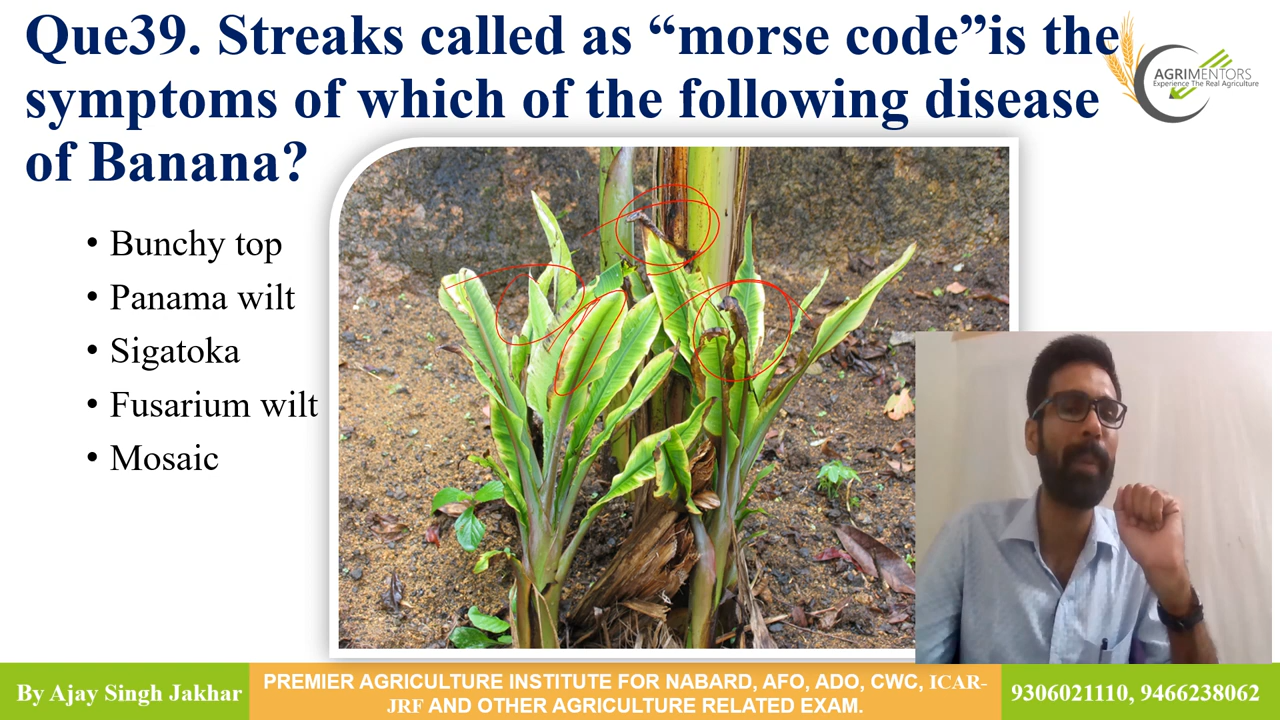 Que39. Streaks called as “morse code”is the
symptoms of which of the following disease
of Banana?
AGRIMENTORS
Experience The Real Agriculture
• Bunchy top
• Panama wilt
• Sigatoka
• Fusarium wilt
• Mosaic
By Ajay Singh Jakhar
PREMIER AGRICULTURE INSTITUTE FOR NABARD, AFO, ADO, CWC, ICAR-
JRF AND OTHER AGRICULTURE RELATED EXAM.
9306021110, 9466238062